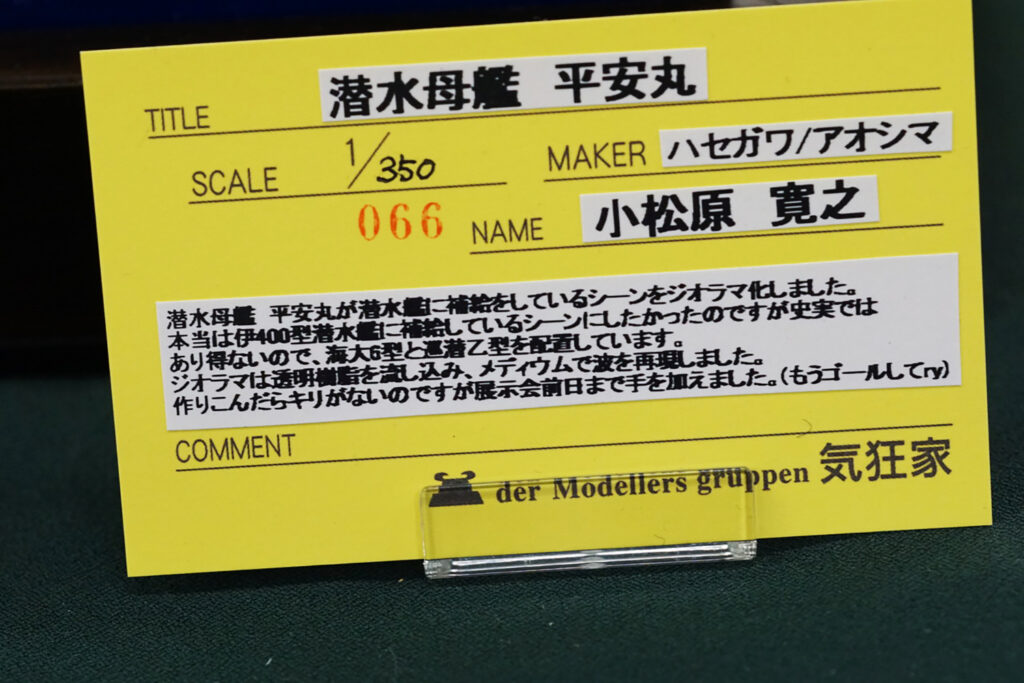 TITLE 潜水母艦 平安丸
SCALE 1/350 MAKER ハセガワ/アオシマ
066 NAME 小松原 寛之
潜水母艦 平安丸が潜水艦に補給をしているシーンをジオラマ化しました。
本当は伊400型潜水艦に補給しているシーンにしたかったのですが史実では
あり得ないので、海大6型と巡潜乙型を配置しています。
ジオラマは透明樹脂を流し込み、メディウムで波を再現しました。
作りこんだらキリがないのですが展示会前日まで手を加えました。(もうゴールしてry)
COMMENT
der Modellers gruppen 気狂家